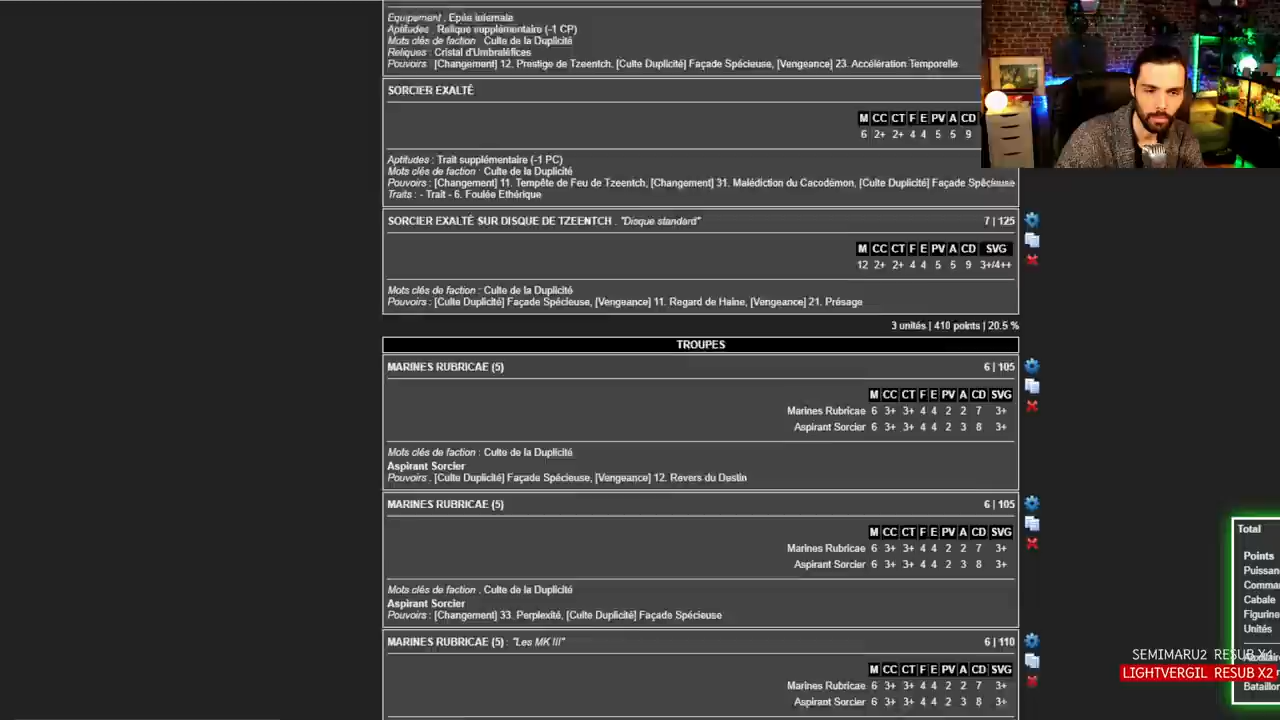 Equipement : Epée infernale
Aptitudes : Relique supplémentaire (-1 CP)
Mots clés de faction : Culte de la Duplicité
Reliques : Cristal d'Umbraléfices
Pouvoirs : [Changement] 12. Prestige de Tzeentch, [Culte Duplicité] Façade Spécieuse, [Vengeance] 23. Accélération Temporelle
SORCIER EXALTÉ
M CC CT F E PV A CD
6 2+ 2+ 4 4 5 5 9
Aptitudes : Trait supplémentaire (-1 PC)
Mots clés de faction : Culte de la Duplicité
Pouvoirs : [Changement] 11. Tempête de Feu de Tzeentch, [Changement] 31. Malédiction du Cacodémon, [Culte Duplicité] Façade Spécieuse
Traits : - Trait - 6. Foulée Ethérique
SORCIER EXALTÉ SUR DISQUE DE TZEENTCH : "Disque standard" 7 | 125
M CC CT F E PV A CD SVG
12 2+ 2+ 4 4 5 5 9 3+/4++
Mots clés de faction : Culte de la Duplicité
Pouvoirs : [Culte Duplicité] Façade Spécieuse, [Vengeance] 11. Regard de Haine, [Vengeance] 21. Présage
3 unités | 410 points | 20.5 %
TROUPES
MARINES RUBRICAE (5) 6 | 105
M CC CT F E PV A CD SVG
Marines Rubricae 6 3+ 3+ 4 4 2 2 7 3+
Aspirant Sorcier 6 3+ 3+ 4 4 2 3 8 3+
Mots clés de faction : Culte de la Duplicité
Aspirant Sorcier
Pouvoirs : [Culte Duplicité] Façade Spécieuse, [Vengeance] 12. Revers du Destin
MARINES RUBRICAE (5) 6 | 105
M CC CT F E PV A CD SVG
Marines Rubricae 6 3+ 3+ 4 4 2 2 7 3+
Aspirant Sorcier 6 3+ 3+ 4 4 2 3 8 3+
Mots clés de faction : Culte de la Duplicité
Aspirant Sorcier
Pouvoirs : [Changement] 33. Perplexité, [Culte Duplicité] Façade Spécieuse
MARINES RUBRICAE (5) : "Les MK III" 6 | 110
M CC CT F E PV A CD SVG
Marines Rubricae 6 3+ 3+ 4 4 2 2 7 3+
Aspirant Sorcier 6 3+ 3+ 4 4 2 3 8 3+
Total
Points
Puissan
Comma
Cabale
Figurine
Unités
SEMIMARU2 RESUB X4
LIGHTVERGIL RESUB X2
Bataillon